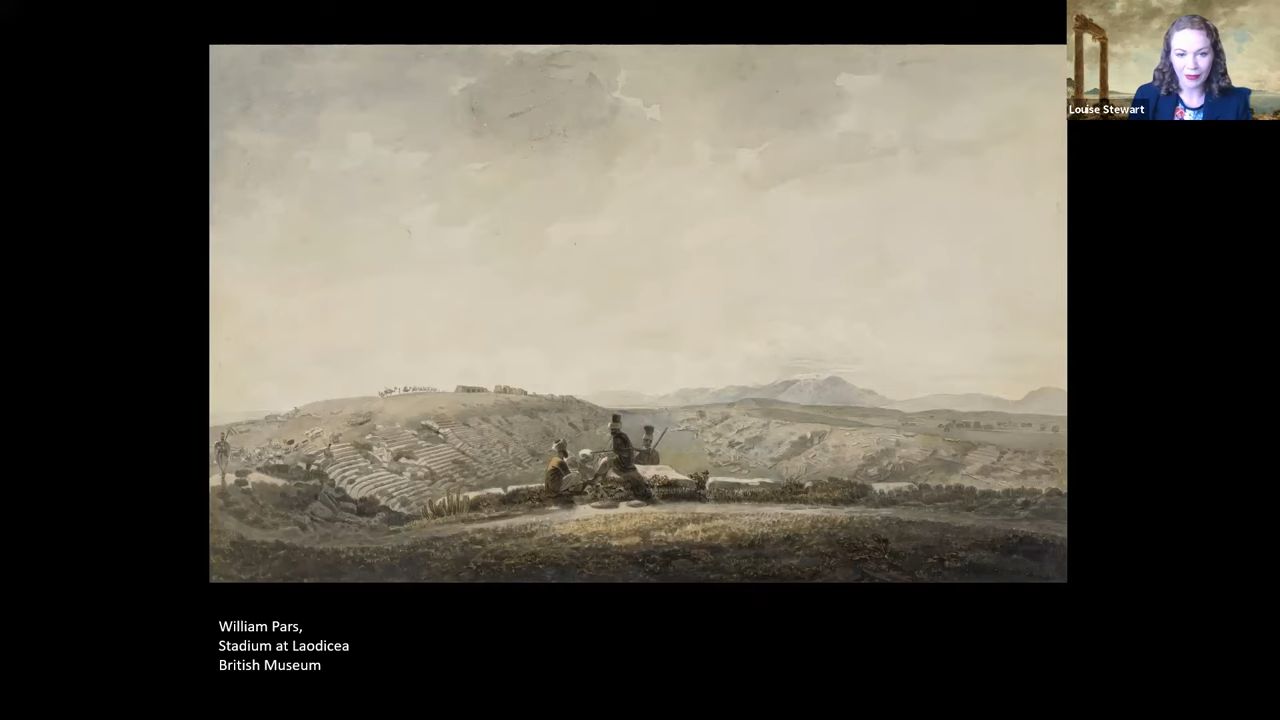 Louise Stewart
William Pars,
Stadium at Laodicea
British Museum